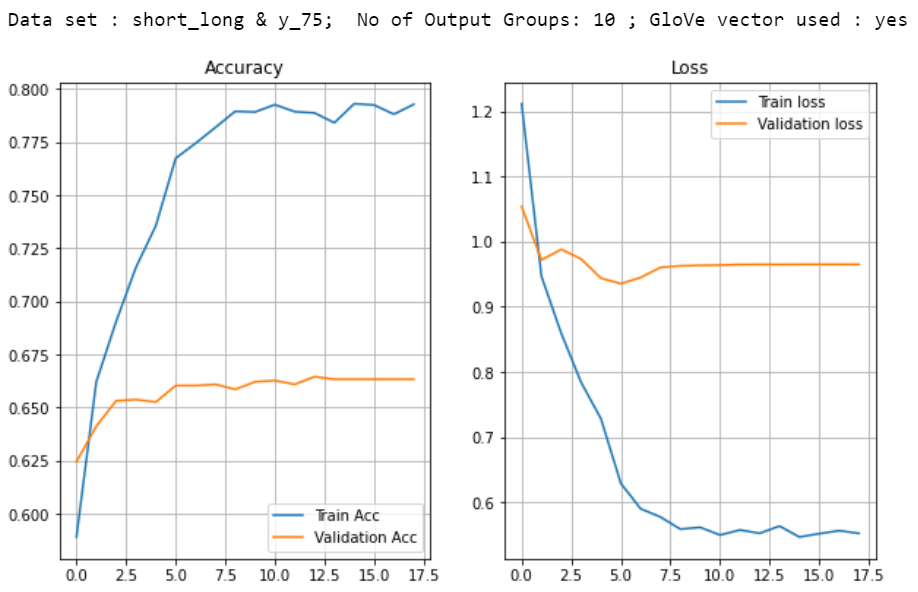 Data set : short_long & y_75;  No of Output Groups: 10 ; GloVe vector used : yes
Accuracy
0.800
0.775
0.750
0.725
0.700
0.675
0.650
0.625
0.600
Train Acc
Validation Acc
0.0 2.5 5.0 7.5 10.0 12.5 15.0 17.5
Loss
Train loss
Validation loss
1.2
1.1
1.0
0.9
0.8
0.7
0.6
0.0 2.5 5.0 7.5 10.0 12.5 15.0 17.5